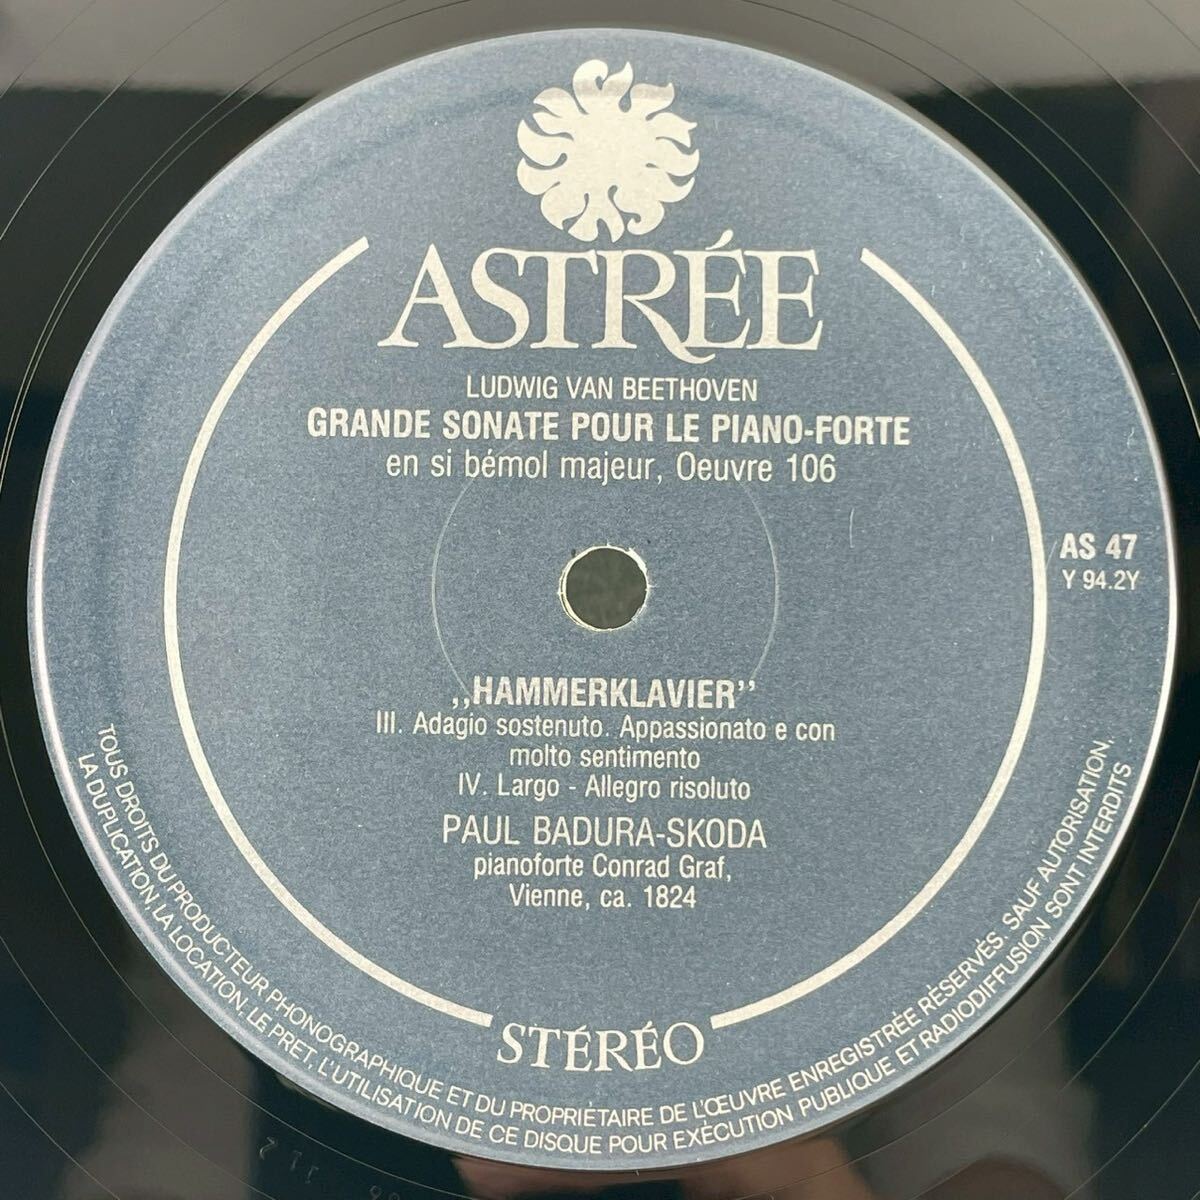 ASTRÉE
LUDWIG VAN BEETHOVEN
GRANDE SONATE POUR LE PIANO-FORTE
en si bémol majeur, Oeuvre 106
AS 47
Y 94.2Y
„HAMMERKLAVIER”
III. Adagio sostenuto. Appassionato e con
molto sentimento
IV. Largo - Allegro risoluto
PAUL BADURA-SKODA
pianoforte Conrad Graf,
Vienne, ca. 1824
STÉRÉO
TOUS DROITS DU PRODUCTEUR PHONOGRAPHIQUE ET DU PROPRIETAIRE DE L'ŒUVRE ENREGISTRÉE RÉSERVÉS. SAUF AUTORISATION,
LA DUPLICATION, LA LOCATION, LE PRET, L'UTILISATION DE CE DISQUE POUR EXÉCUTION PUBLIQUE ET RADIODIFFUSION SONT INTERDITS